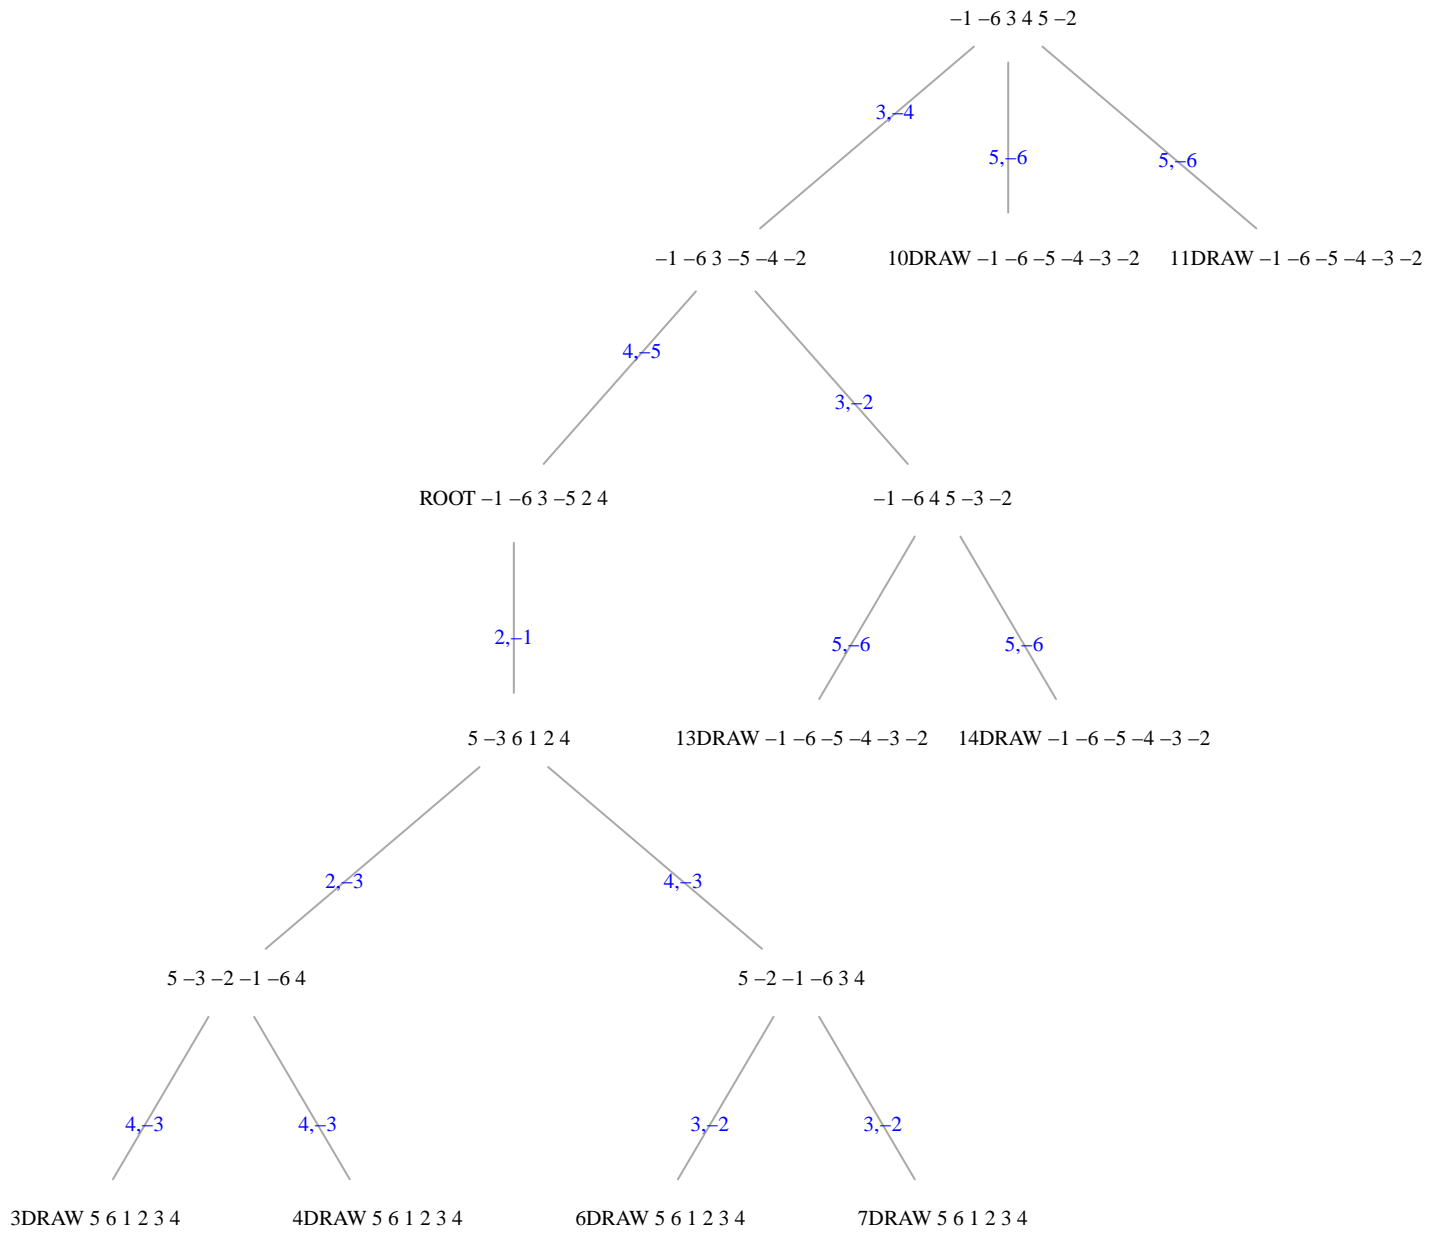 –1 –6 3 4 5 –2
3,–4
5,–6
5,–6
–1 –6 3 –5 –4 –2
10DRAW –1 –6 –5 –4 –3 –2
11DRAW –1 –6 –5 –4 –3 –2
4,–5
3,–2
ROOT –1 –6 3 –5 2 4
–1 –6 4 5 –3 –2
2,–1
5,–6
5,–6
5 –3 6 1 2 4
13DRAW –1 –6 –5 –4 –3 –2
14DRAW –1 –6 –5 –4 –3 –2
2,–3
4,–3
5 –3 –2 –1 –6 4
5 –2 –1 –6 3 4
4,–3
4,–3
3,–2
3,–2
3DRAW 5 6 1 2 3 4
4DRAW 5 6 1 2 3 4
6DRAW 5 6 1 2 3 4
7DRAW 5 6 1 2 3 4